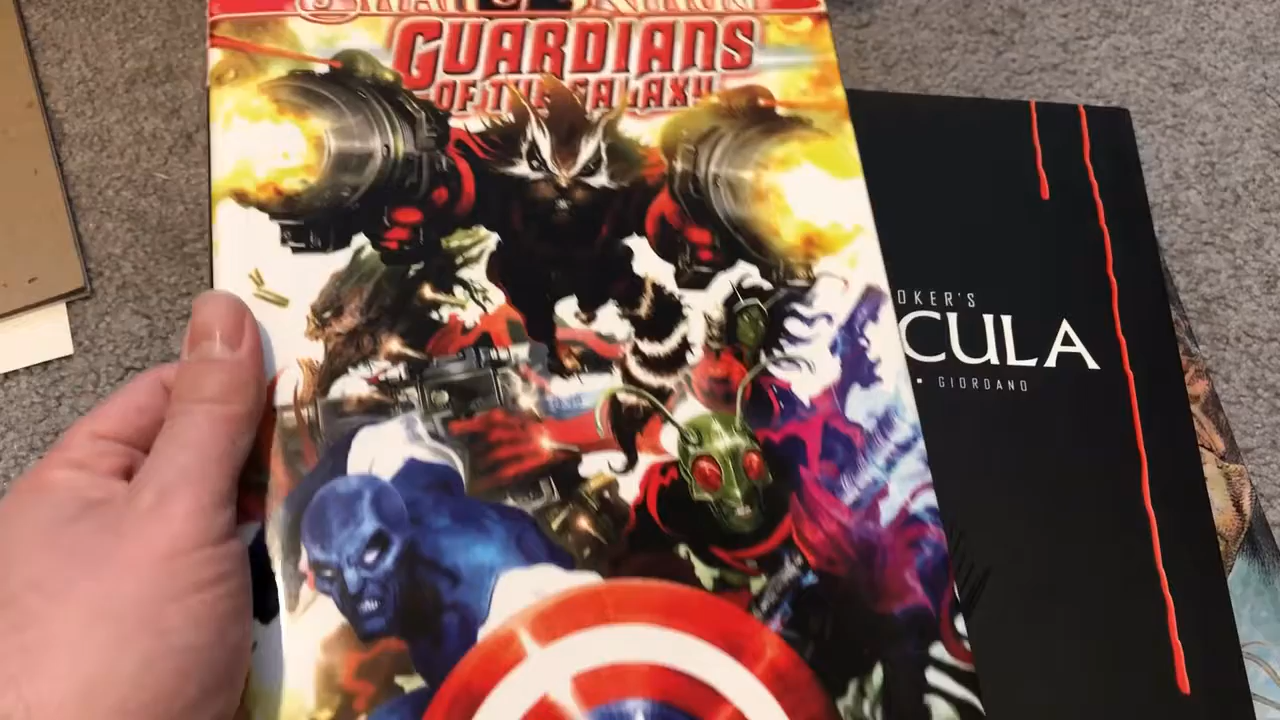 GUARDIANS
OF THE GALAXY
OKER'S
CULA
• GIORDANO